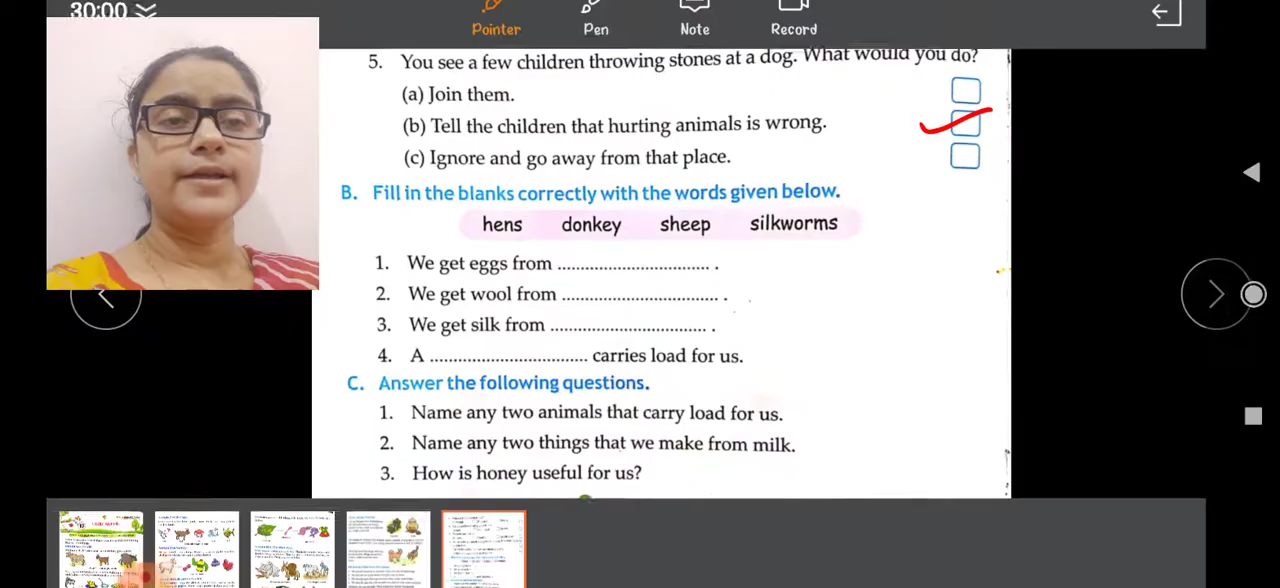 30:00
Pointer Pen Note Record
5. You see a few children throwing stones at a dog. What would you do?
(a) Join them.
(b) Tell the children that hurting animals is wrong.
(c) Ignore and go away from that place.
B. Fill in the blanks correctly with the words given below.
hens donkey sheep silkworms
1. We get eggs from ................................ .
2. We get wool from ................................. .
3. We get silk from ................................. .
4. A ................................. carries load for us.
C. Answer the following questions.
1. Name any two animals that carry load for us.
2. Name any two things that we make from milk.
3. How is honey useful for us?